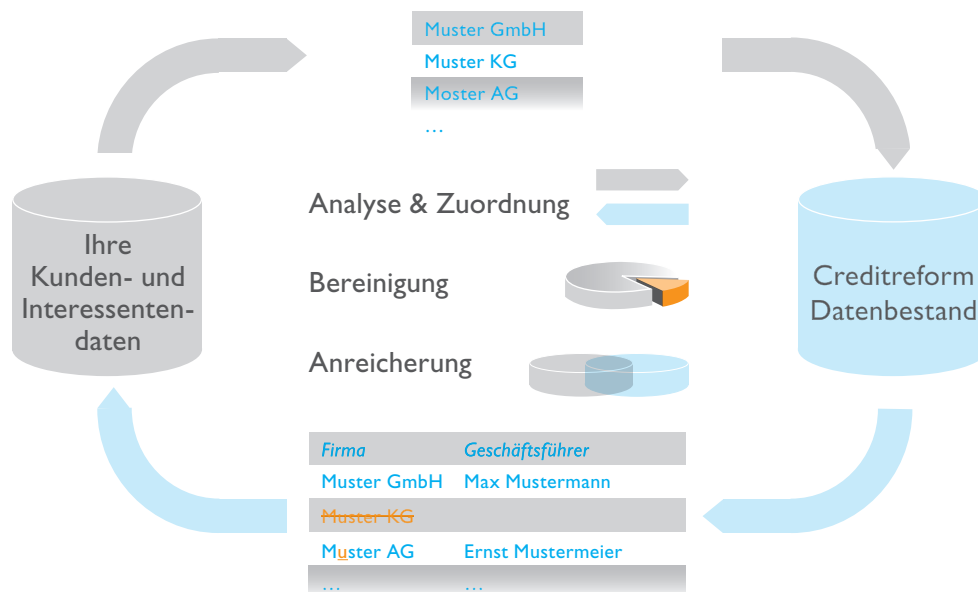 Muster GmbH
Muster KG
Moster AG
…
Ihre
Kunden- und
Interessenten-
daten
Analyse & Zuordnung
Bereinigung
Anreicherung
Creditreform
Datenbestand
Firma Geschäftsführer
Muster GmbH Max Mustermann
Muster KG
Muster AG Ernst Mustermeier
… …